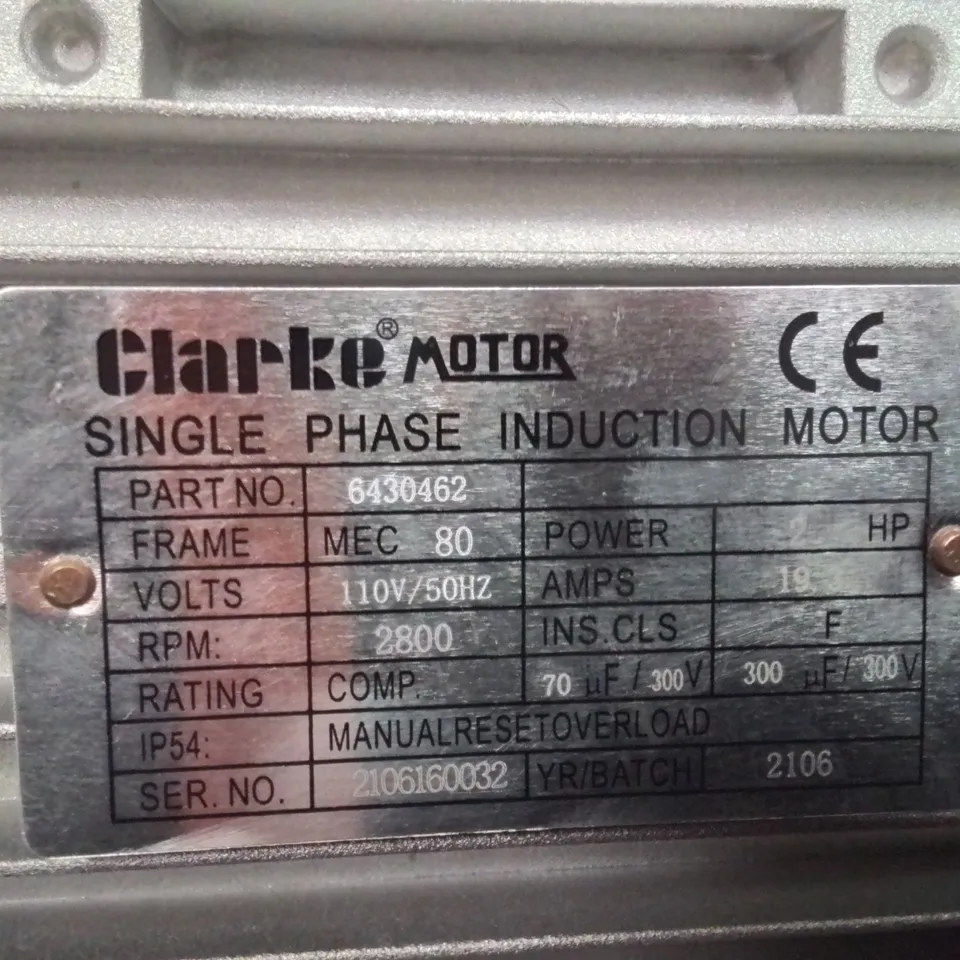 Clarke® MOTOR CE
SINGLE PHASE INDUCTION MOTOR
PART NO. 6430462
FRAME MEC 80 POWER 2 HP
VOLTS 110V/50HZ AMPS 19
RPM: 2800 INS.CLS F
RATING COMP. 70 µF/300V 300 µF/300V
IP54: MANUALRESETOVERLOAD
SER. NO. 2106160032 YR/BATCH 2106